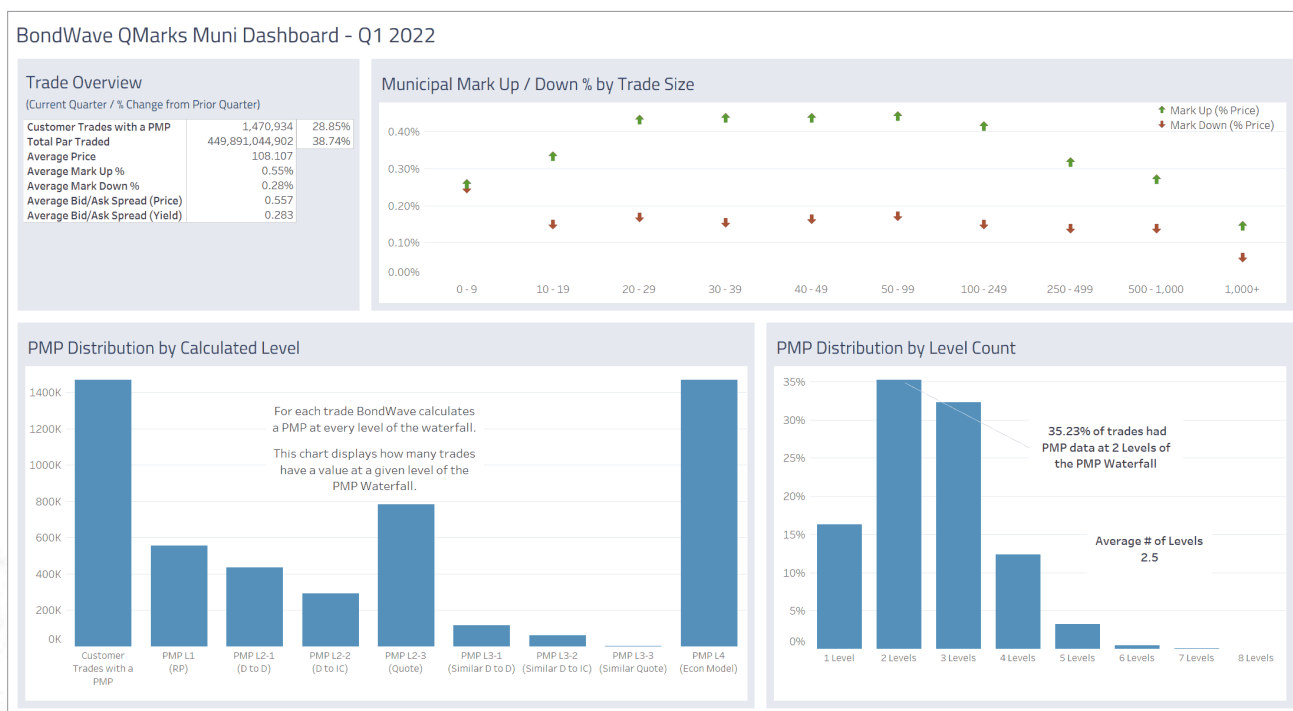 BondWave QMarks Muni Dashboard - Q1 2022
Trade Overview
(Current Quarter / % Change from Prior Quarter)
Customer Trades with a PMP 1,470,934 28.85%
Total Par Traded 449,891,044,902 38.74%
Average Price 108.107
Average Mark Up % 0.55%
Average Mark Down % 0.28%
Average Bid/Ask Spread (Price) 0.557
Average Bid/Ask Spread (Yield) 0.283
Municipal Mark Up / Down % by Trade Size
Mark Up (% Price)
Mark Down (% Price)
0.40%
0.30%
0.20%
0.10%
0.00%
0 - 9 10 - 19 20 - 29 30 - 39 40 - 49 50 - 99 100 - 249 250 - 499 500 - 1,000 1,000+
PMP Distribution by Calculated Level
1400K
1200K
1000K
800K
600K
400K
200K
0K
For each trade BondWave calculates
a PMP at every level of the waterfall.
This chart displays how many trades
have a value at a given level of the
PMP Waterfall.
Customer
Trades with a
PMP
PMP L1
(RP)
PMP L2-1
(D to D)
PMP L2-2
(D to IC)
PMP L2-3
(Quote)
PMP L3-1
(Similar D to D)
PMP L3-2
(Similar D to IC)
PMP L3-3
(Similar Quote)
PMP L4
(Econ Model)
PMP Distribution by Level Count
35%
30%
25%
20%
15%
10%
5%
0%
35.23% of trades had
PMP data at 2 Levels of
the PMP Waterfall
Average # of Levels
2.5
1 Level 2 Levels 3 Levels 4 Levels 5 Levels 6 Levels 7 Levels 8 Levels